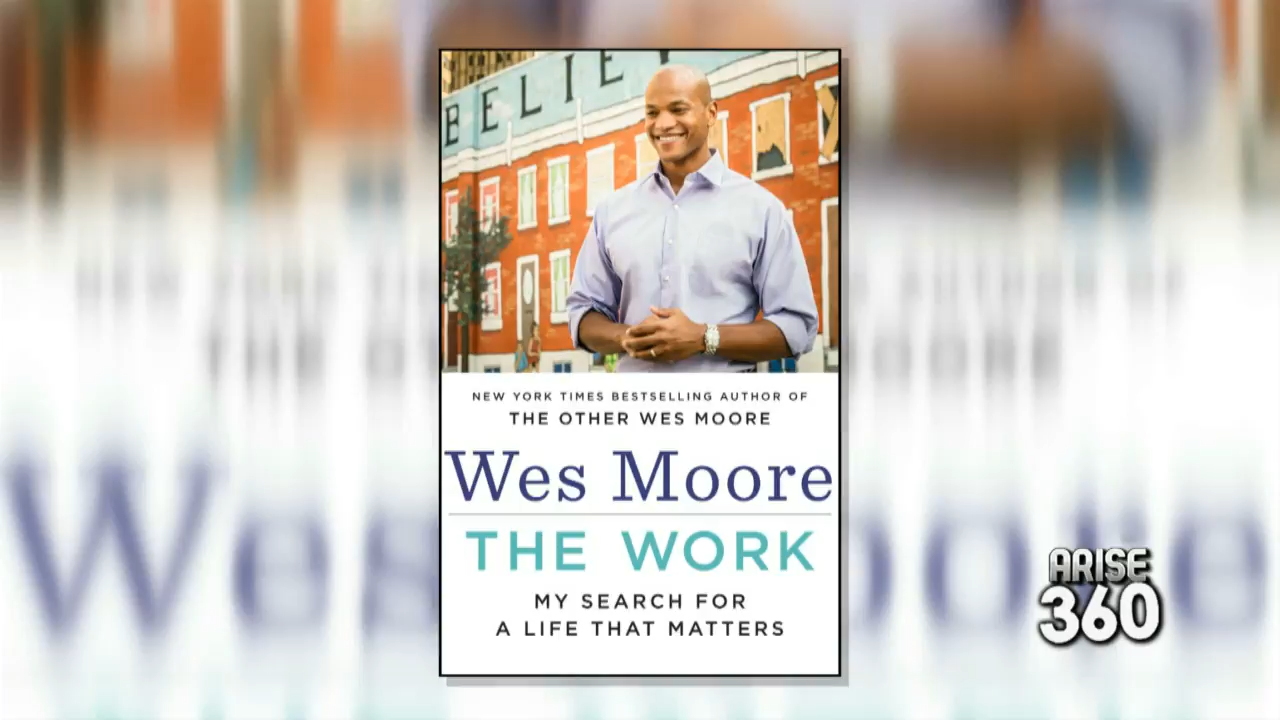 BELIEV
NEW YORK TIMES BESTSELLING AUTHOR OF
THE OTHER WES MOORE
Wes Moore
THE WORK
MY SEARCH FOR
A LIFE THAT MATTERS
ARISE
360